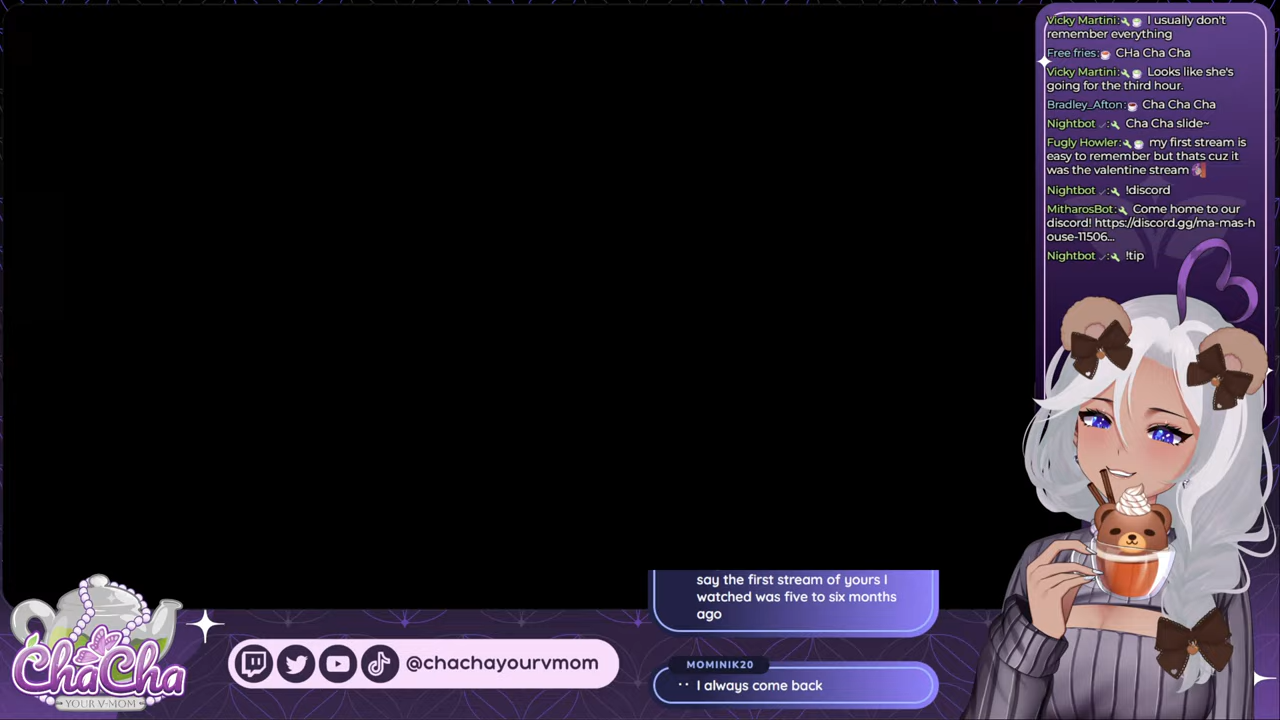 Vicky Martini: I usually don't
remember everything
Free fries: CHa Cha Cha
Vicky Martini: Looks like she's
going for the third hour.
Bradley_Afton: Cha Cha Cha
Nightbot : Cha Cha slide~
Fugly Howler: my first stream is
easy to remember but thats cuz it
was the valentine stream
Nightbot : !discord
MitharosBot: Come home to our
discord! https://discord.gg/ma-mas-h
ouse-11506...
Nightbot : !tip
say the first stream of yours I
watched was five to six months
ago
MOMINIK20
I always come back
@chachayourvmom
ChaCha
YOUR V-MOM